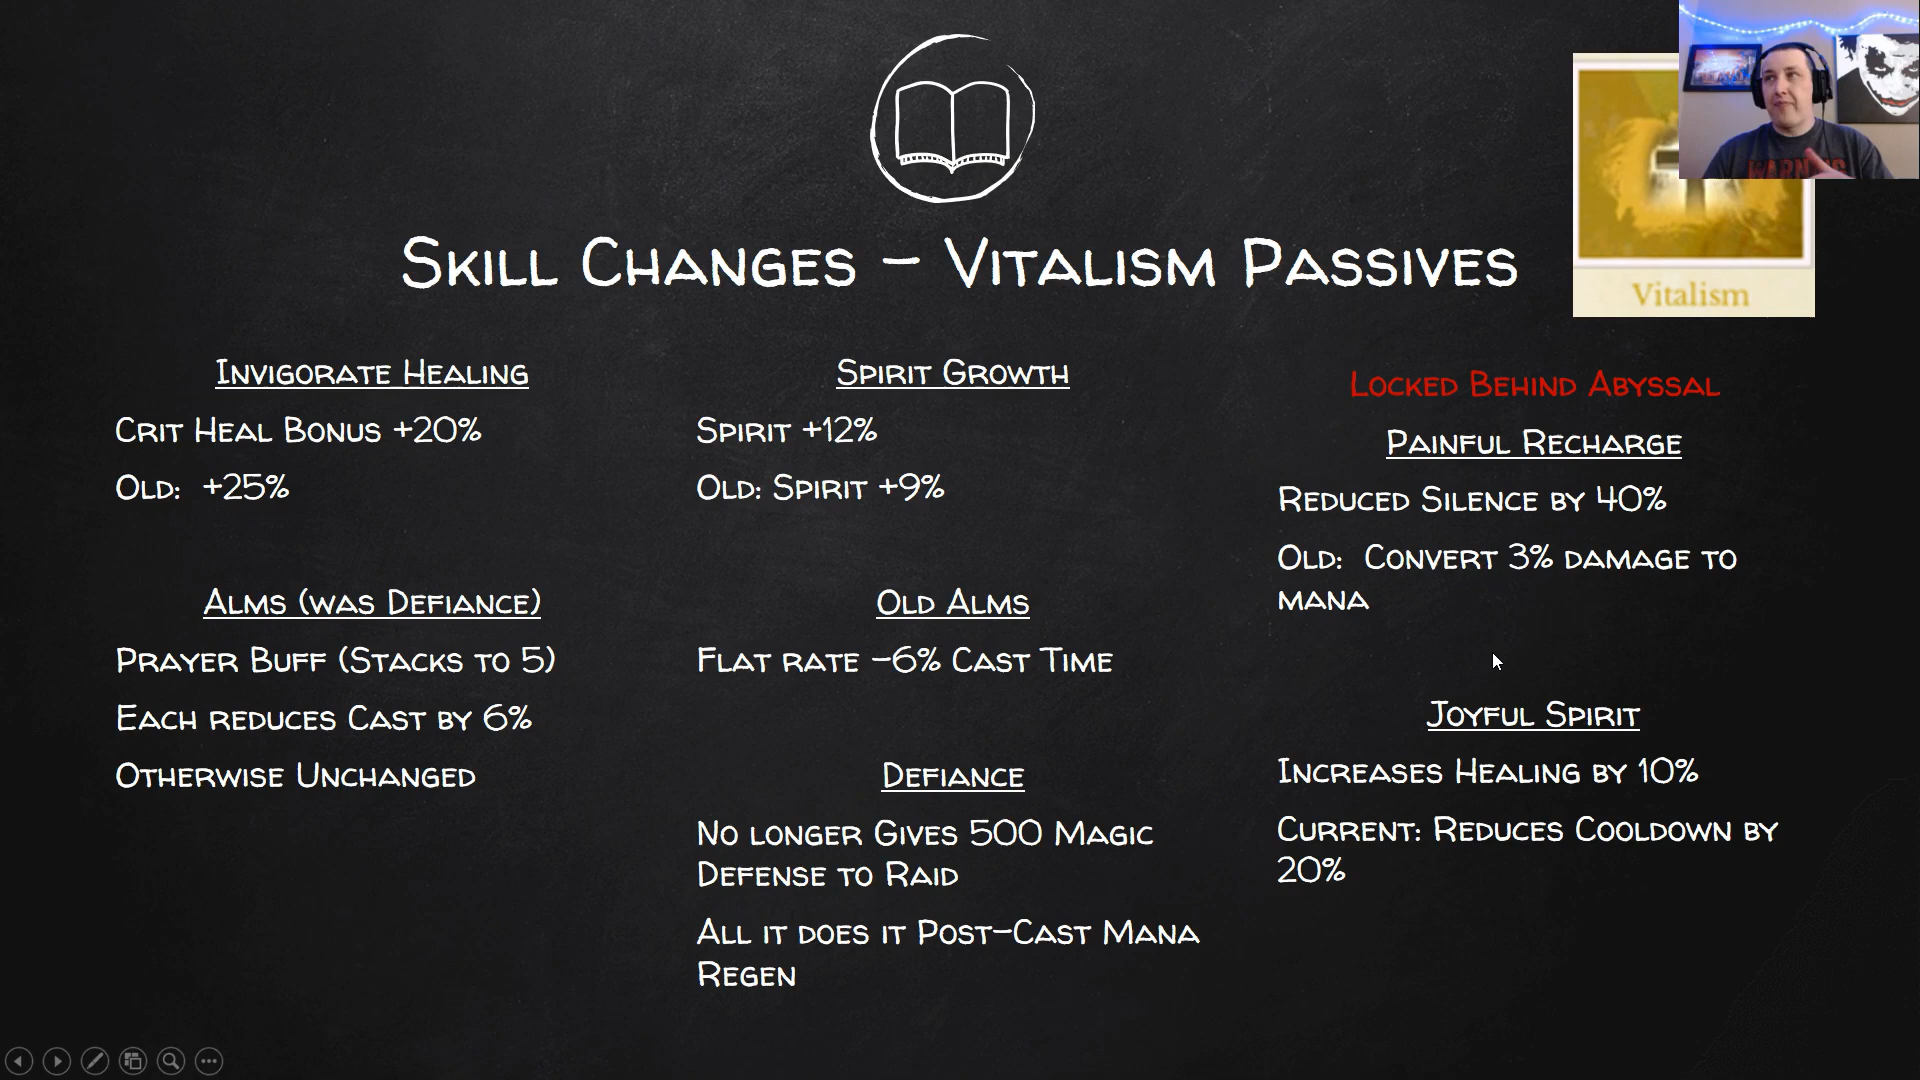 Skill Changes – Vitalism Passives
Vitalism
Invigorate Healing
Crit Heal Bonus +20%
Old: +25%
Alms (was Defiance)
Prayer Buff (Stacks to 5)
Each reduces Cast by 6%
Otherwise Unchanged
Spirit Growth
Spirit +12%
Old: Spirit +9%
Old Alms
Flat rate -6% Cast Time
Defiance
No longer Gives 500 Magic
Defense to Raid
All it does it Post-Cast Mana
Regen
Locked Behind Abyssal
Painful Recharge
Reduced Silence by 40%
Old: Convert 3% damage to
mana
Joyful Spirit
Increases Healing by 10%
Current: Reduces Cooldown by
20%